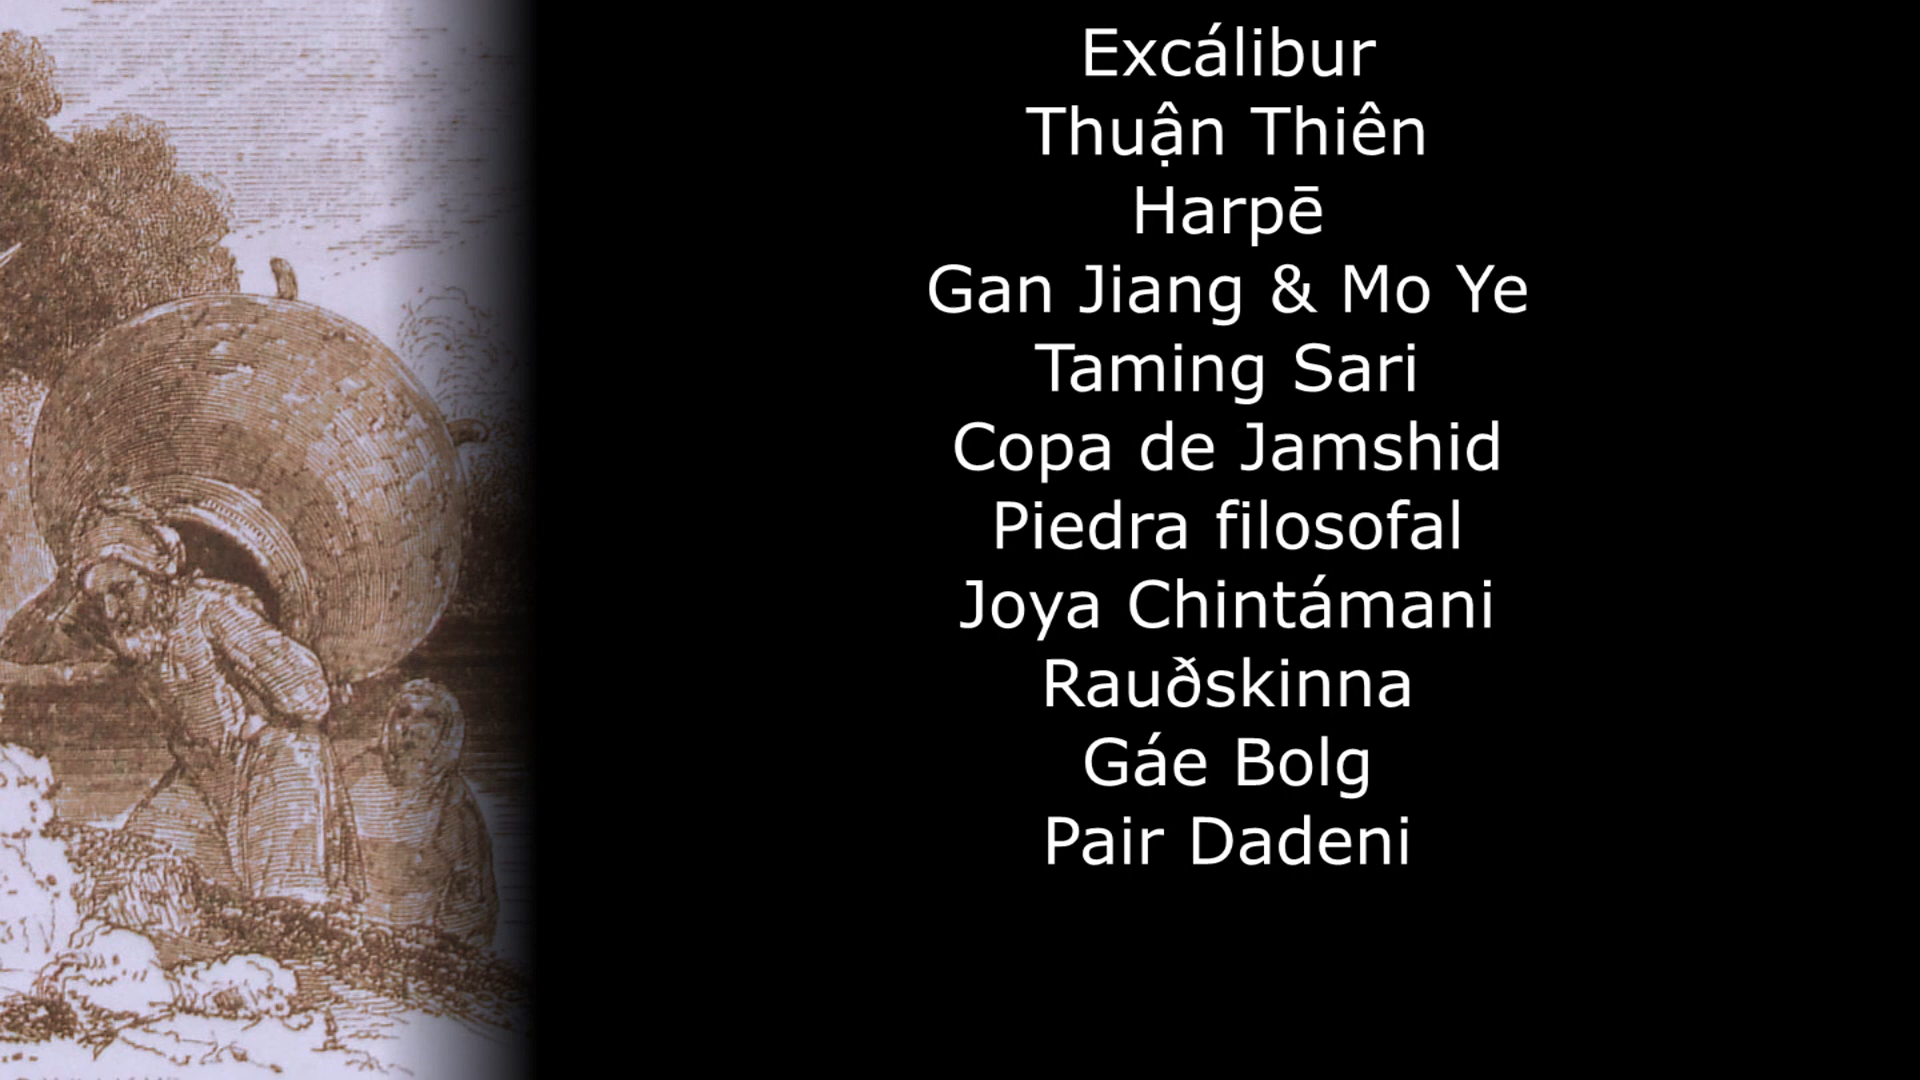 Excálibur
Thuận Thiên
Harpē
Gan Jiang & Mo Ye
Taming Sari
Copa de Jamshid
Piedra filosofal
Joya Chintámani
Rauðskinna
Gáe Bolg
Pair Dadeni